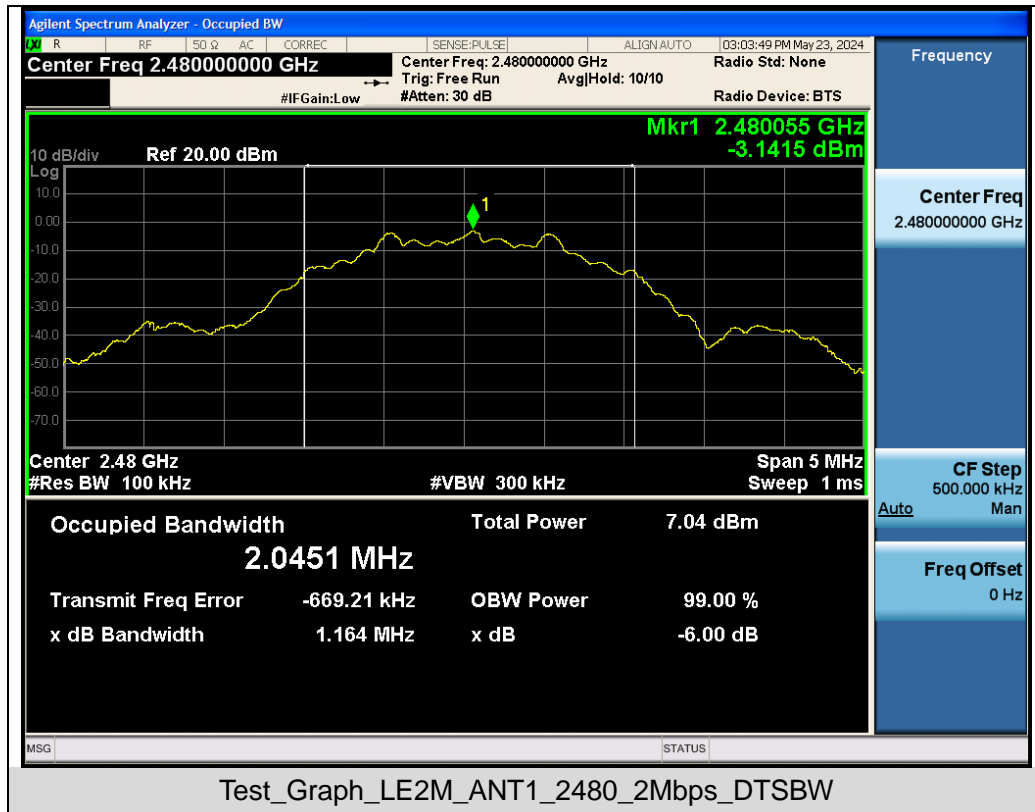 Agilent Spectrum Analyzer - Occupied BW
LXI R RF 50 Ω AC CORREC SENSE:PULSE ALIGN AUTO 03:03:49 PM May 23, 2024
Center Freq 2.480000000 GHz
Center Freq: 2.480000000 GHz
Radio Std: None
Trig: Free Run Avg|Hold: 10/10
#IFGain:Low
#Atten: 30 dB
Radio Device: BTS
Mkr1 2.480055 GHz
-3.1415 dBm
10 dB/div Ref 20.00 dBm
Log
10.0
0.00
-10.0
-20.0
-30.0
-40.0
-50.0
-60.0
-70.0
1
Center 2.48 GHz Span 5 MHz
#Res BW 100 kHz #VBW 300 kHz Sweep 1 ms
Occupied Bandwidth Total Power 7.04 dBm
2.0451 MHz
Transmit Freq Error -669.21 kHz OBW Power 99.00 %
x dB Bandwidth 1.164 MHz x dB -6.00 dB
Frequency
Center Freq
2.480000000 GHz
CF Step
500.000 kHz
Auto Man
Freq Offset
0 Hz
MSG STATUS
Test_Graph_LE2M_ANT1_2480_2Mbps_DTSBW